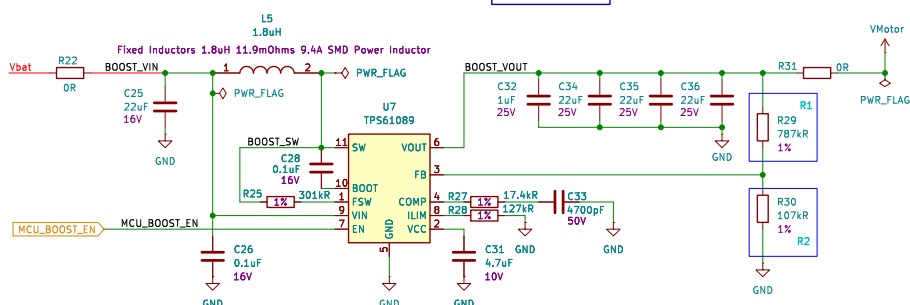 L5
1.8uH
Fixed Inductors 1.8uH 11.9mOhms 9.4A SMD Power Inductor
Vbat
R22
0R
BOOST_VIN
1
2
PWR_FLAG
PWR_FLAG
C25
22uF
16V
GND
BOOST_SW
C28
0.1uF
16V
R25
1%
301kR
U7
TPS61089
11
SW
10
BOOT
1
FSW
9
VIN
7
EN
VOUT
6
FB
3
COMP
4
ILIM
8
VCC
2
GND
5
GND
MCU_BOOST_EN
MCU_BOOST_EN
C26
0.1uF
16V
GND
BOOST_VOUT
C32
1uF
25V
C34
22uF
25V
C35
22uF
25V
C36
22uF
25V
GND
R27
1%
17.4kR
R28
1%
127kR
GND
C33
4700pF
50V
GND
C31
4.7uF
10V
GND
R31
0R
VMotor
PWR_FLAG
R1
R29
787kR
1%
R30
107kR
1%
R2
GND